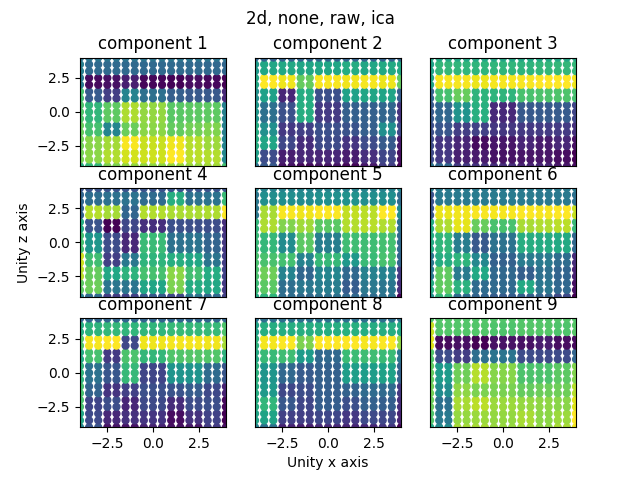 2d, none, raw, ica
component 1
component 2
component 3
2.5
0.0
−2.5
component 4
component 5
component 6
Unity z axis
2.5
0.0
−2.5
component 7
component 8
component 9
2.5
0.0
−2.5
−2.5 0.0 2.5
−2.5 0.0 2.5
−2.5 0.0 2.5
Unity x axis